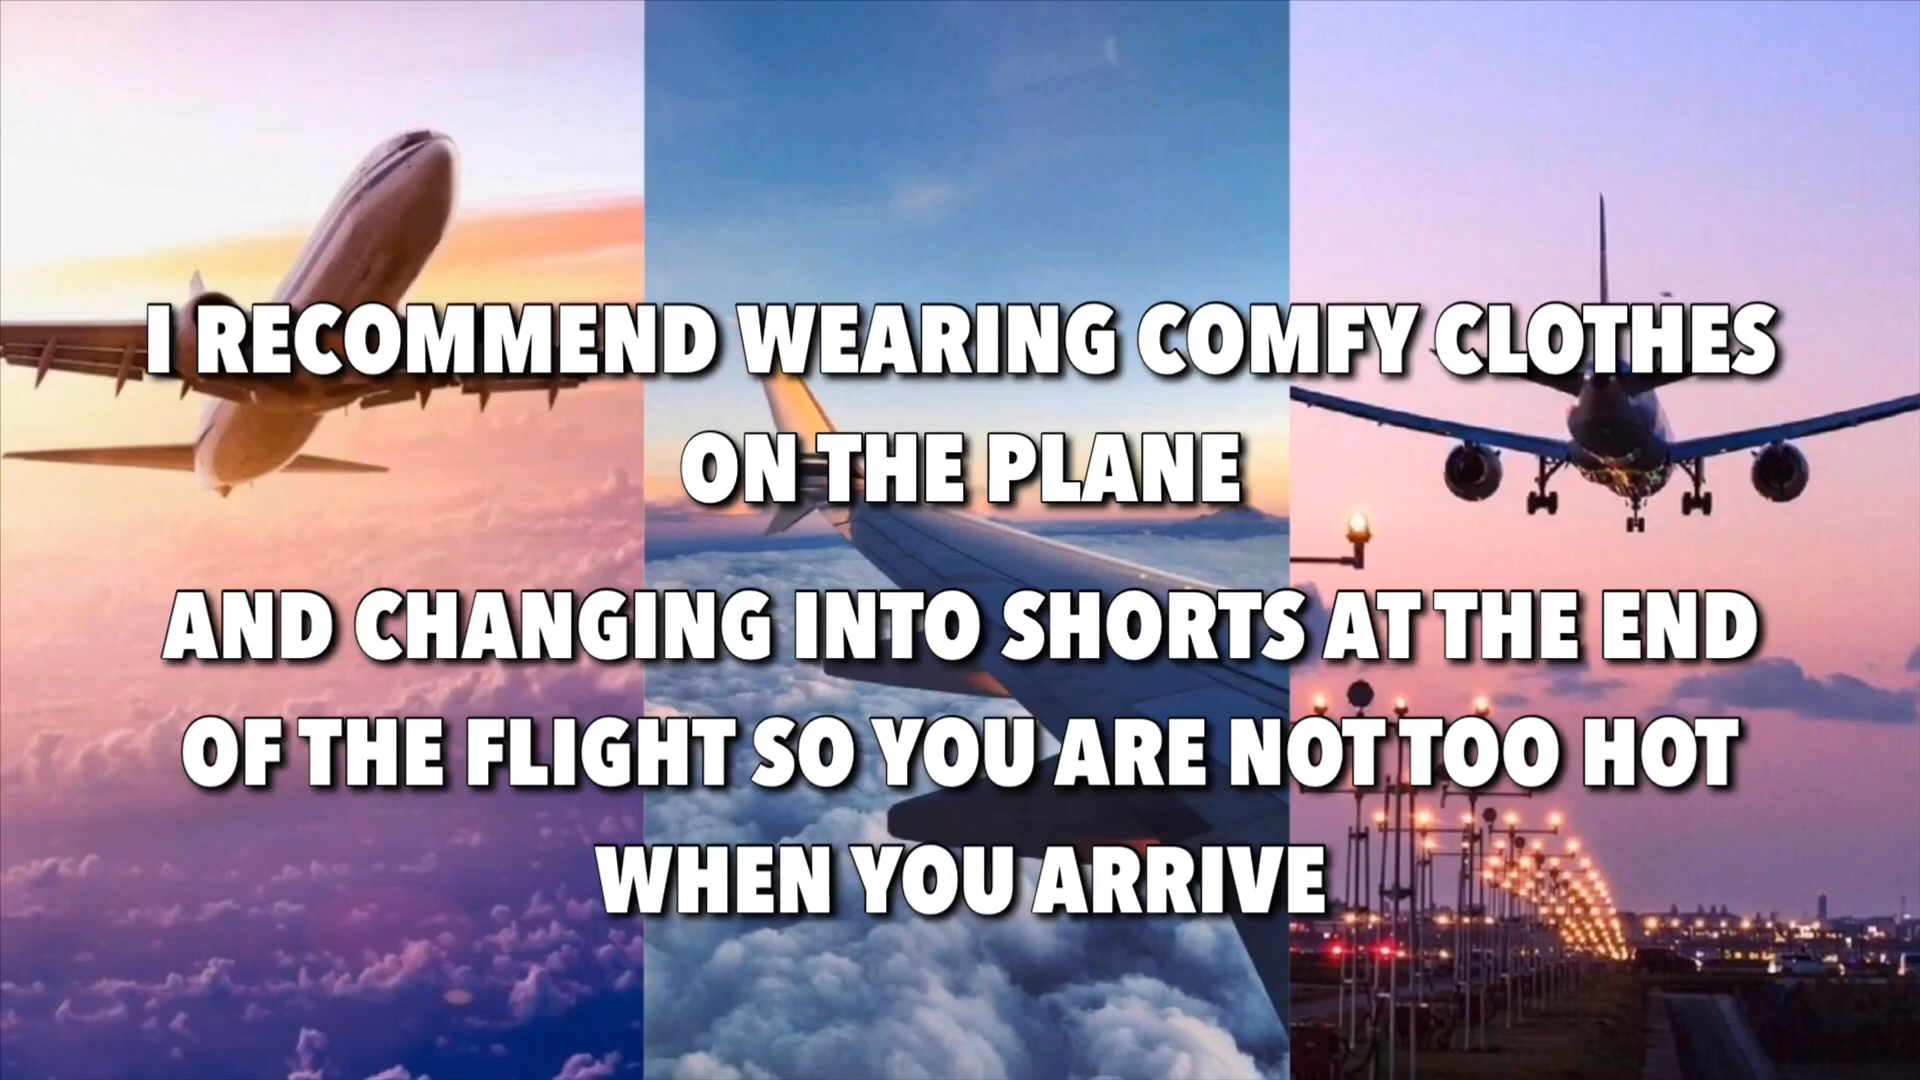 I RECOMMEND WEARING COMFY CLOTHES
ON THE PLANE
AND CHANGING INTO SHORTS AT THE END
OF THE FLIGHT SO YOU ARE NOT TOO HOT
WHEN YOU ARRIVE